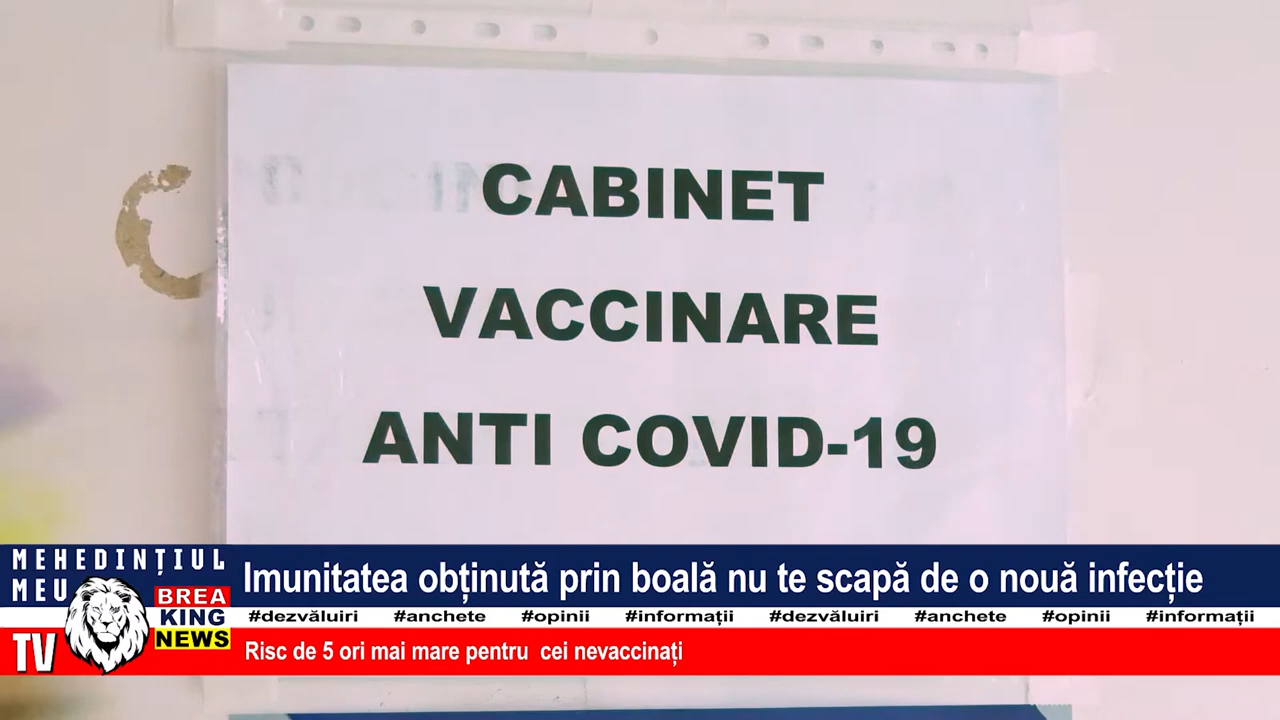 CABINET
VACCINARE
ANTI COVID-19
MEHEDINȚIUL
MEU
TV
BREA
KING
NEWS
Imunitatea obținută prin boală nu te scapă de o nouă infecție
#dezvăluiri #anchete #opinii #informații #dezvăluiri #anchete #opinii #informații
Risc de 5 ori mai mare pentru cei nevaccinați